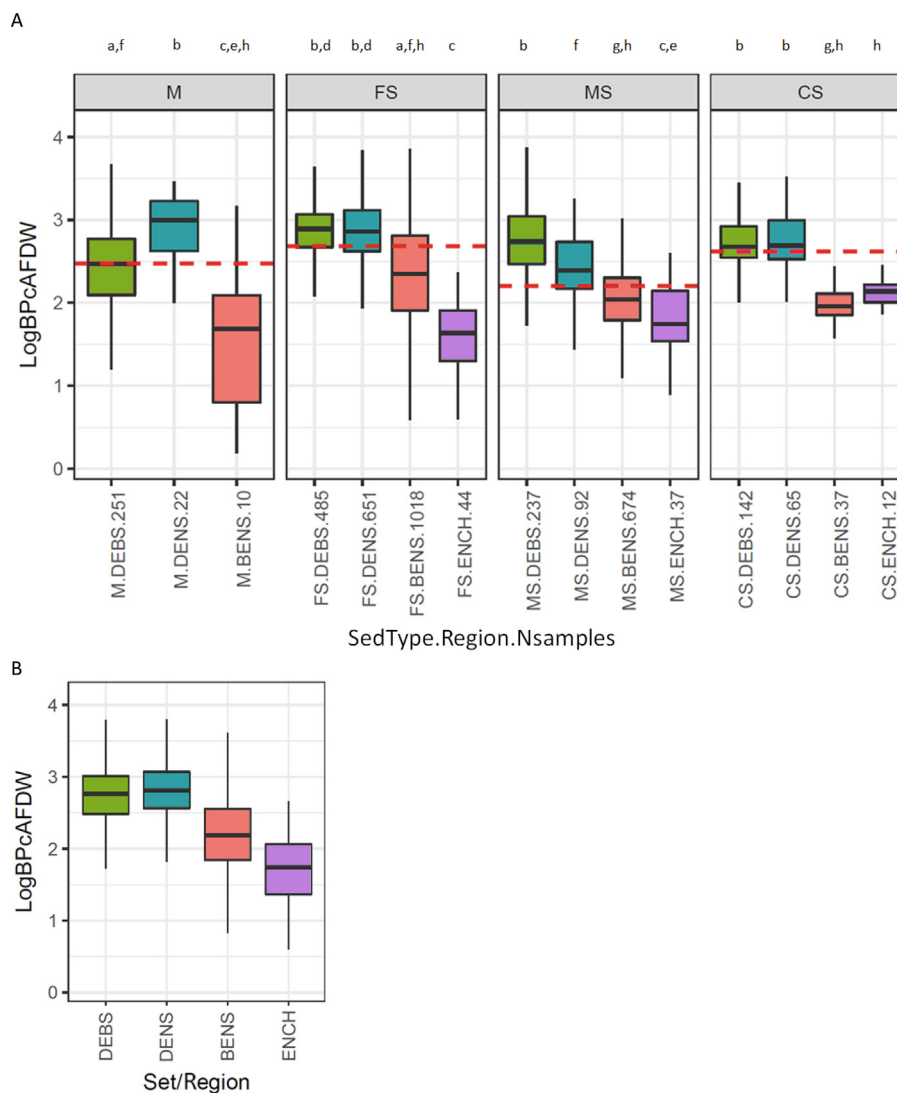 A
a,f b c,e,h b,d b,d a,f,h c b f g,h c,e b b g,h h
M FS MS CS
4
3
2
1
0
LogBPcAFDW
M.DEBS.251
M.DENS.22
M.BENS.10
FS.DEBS.485
FS.DENS.651
FS.BENS.1018
FS.ENCH.44
MS.DEBS.237
MS.DENS.92
MS.BENS.674
MS.ENCH.37
CS.DEBS.142
CS.DENS.65
CS.BENS.37
CS.ENCH.12
SedType.Region.Nsamples
B
4
3
2
1
0
LogBPcAFDW
DEBS
DENS
BENS
ENCH
Set/Region